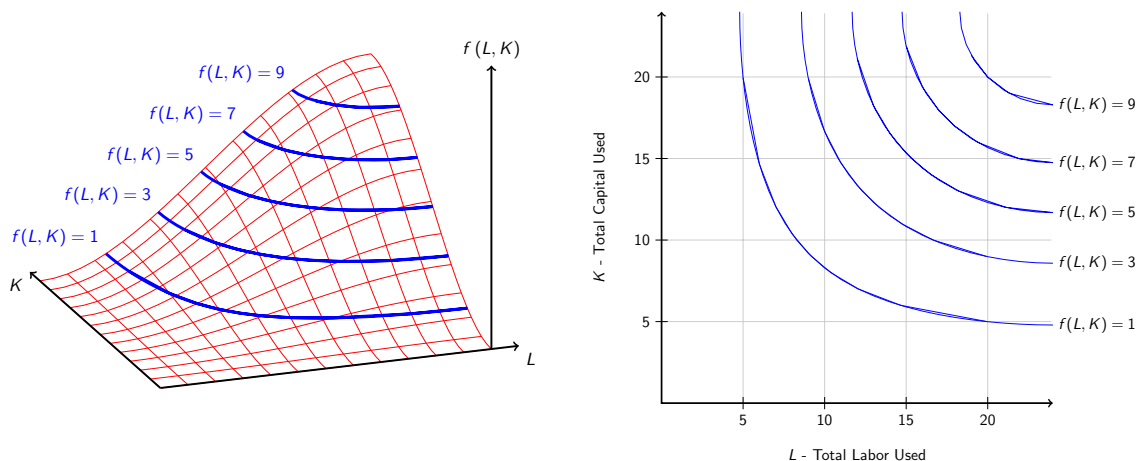 f (L, K)
f(L, K) = 9
f(L, K) = 7
f(L, K) = 5
f(L, K) = 3
f(L, K) = 1
K
L
K - Total Capital Used
20
15
10
5
f(L, K) = 9
f(L, K) = 7
f(L, K) = 5
f(L, K) = 3
f(L, K) = 1
5 10 15 20
L - Total Labor Used